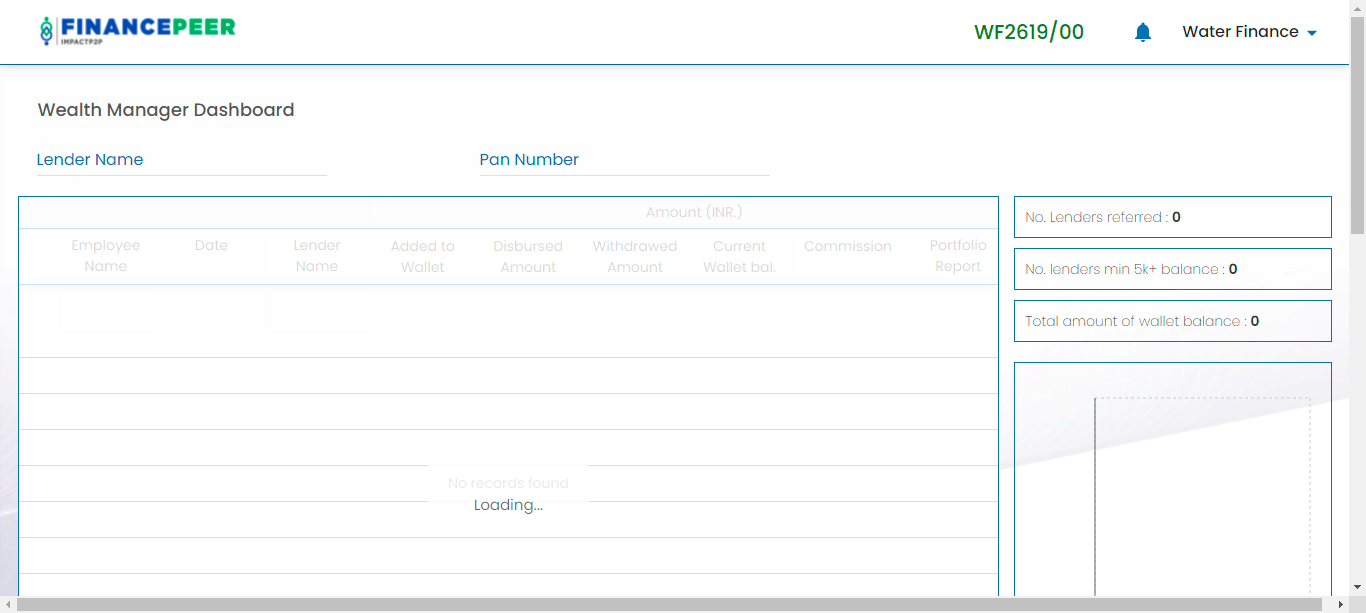 FINANCEPEER
IMPACTP2P
WF2619/00
Water Finance
Wealth Manager Dashboard
Lender Name
Pan Number
Amount (INR.)
Employee Name
Date
Lender Name
Added to Wallet
Disbursed Amount
Withdrawed Amount
Current Wallet bal.
Commission
Portfolio Report
No records found
Loading...
No. Lenders referred : 0
No. lenders min 5k+ balance : 0
Total amount of wallet balance : 0